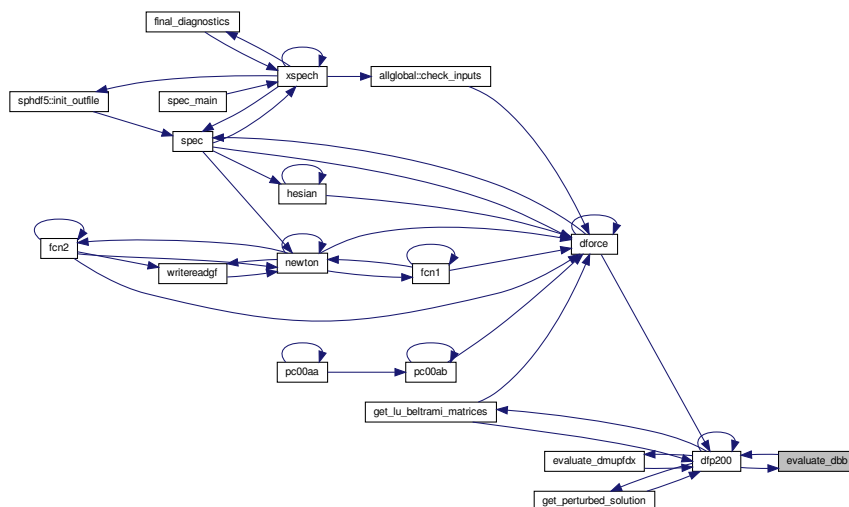 final_diagnostics
xspech
allglobal::check_inputs
sphdf5::init_outfile
spec_main
spec
hesian
dforce
fcn2
newton
writereadgf
fcn1
pc00aa
pc00ab
get_lu_beltrami_matrices
evaluate_dmupfdx
dfp200
evaluate_dbb
get_perturbed_solution